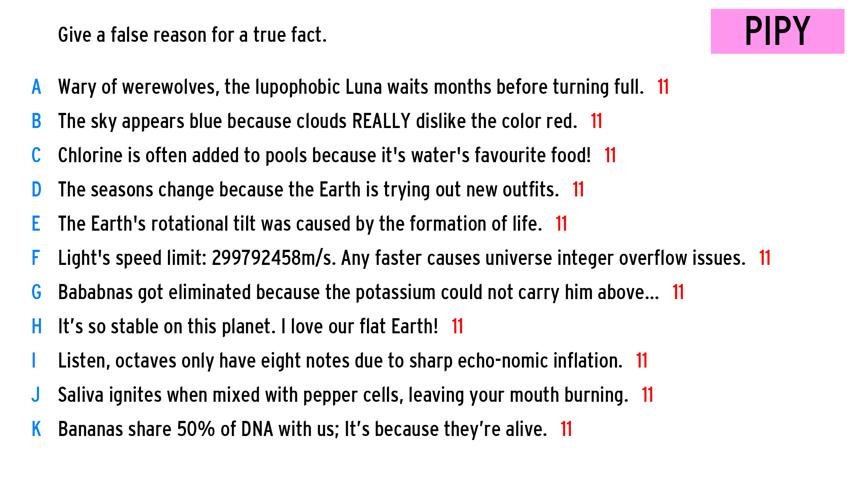 Give a false reason for a true fact.
PIPY
A Wary of werewolves, the lupophobic Luna waits months before turning full. 11
B The sky appears blue because clouds REALLY dislike the color red. 11
C Chlorine is often added to pools because it's water's favourite food! 11
D The seasons change because the Earth is trying out new outfits. 11
E The Earth's rotational tilt was caused by the formation of life. 11
F Light's speed limit: 299792458m/s. Any faster causes universe integer overflow issues. 11
G Bababnas got eliminated because the potassium could not carry him above... 11
H It’s so stable on this planet. I love our flat Earth! 11
I Listen, octaves only have eight notes due to sharp echo-nomic inflation. 11
J Saliva ignites when mixed with pepper cells, leaving your mouth burning. 11
K Bananas share 50% of DNA with us; It’s because they’re alive. 11